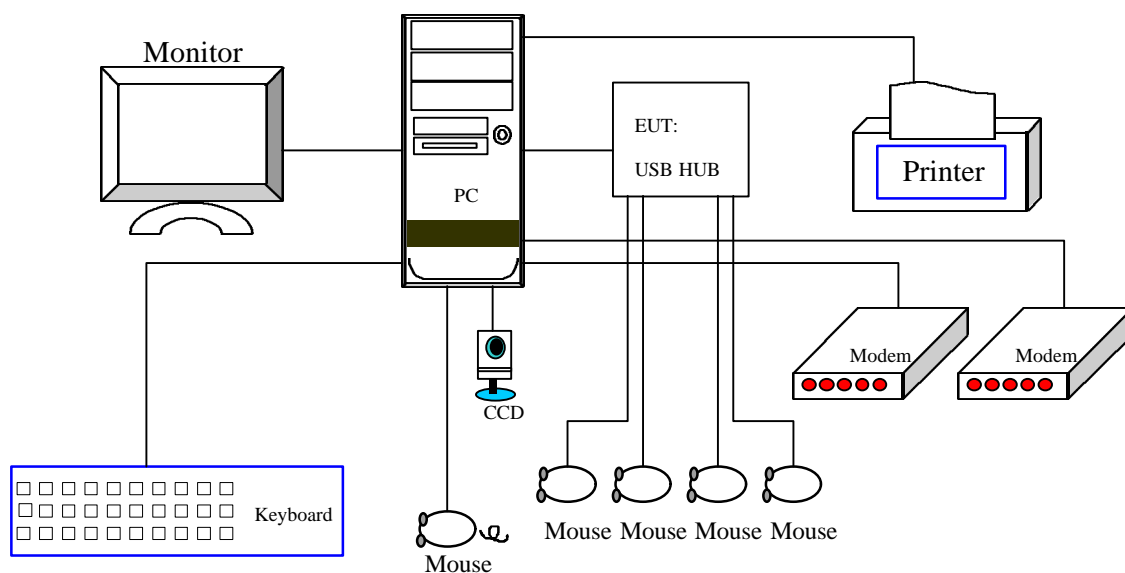 Monitor
EUT:
USB HUB
Printer
PC
Modem
Modem
CCD
Keyboard
Mouse
Mouse Mouse Mouse Mouse